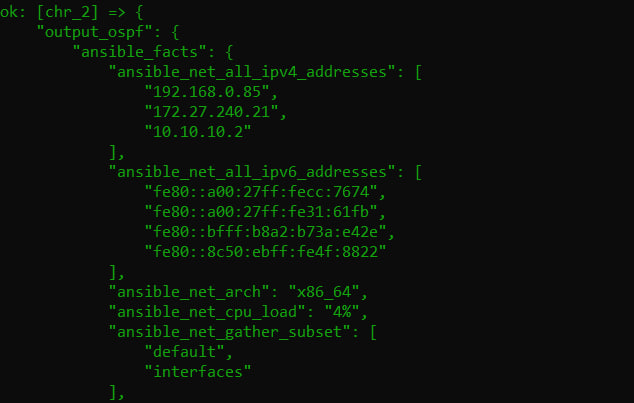 ok: [chr_2] => {
    "output_ospf": {
        "ansible_facts": {
            "ansible_net_all_ipv4_addresses": [
                "192.168.0.85",
                "172.27.240.21",
                "10.10.10.2"
            ],
            "ansible_net_all_ipv6_addresses": [
                "fe80::a00:27ff:fecc:7674",
                "fe80::a00:27ff:fe31:61fb",
                "fe80::bfff:b8a2:b73a:e42e",
                "fe80::8c50:ebff:fe4f:8822"
            ],
            "ansible_net_arch": "x86_64",
            "ansible_net_cpu_load": "4%",
            "ansible_net_gather_subset": [
                "default",
                "interfaces"
            ],